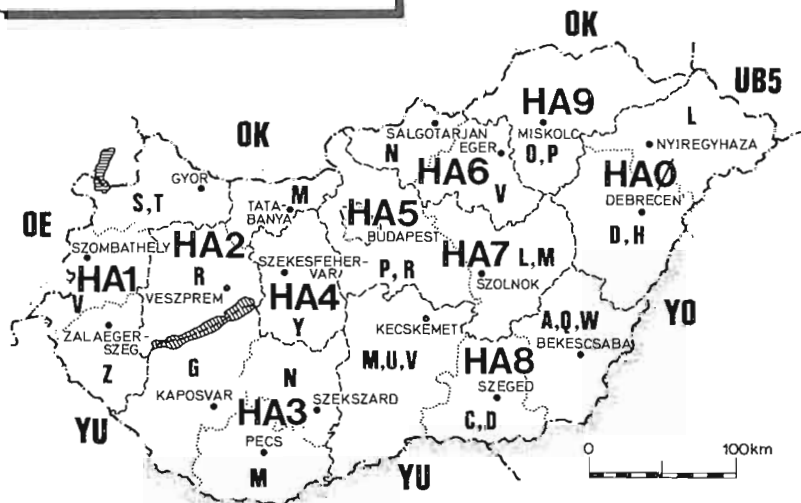 OK
UB5
HA9
L
OK
SALGOTARJAN
MISKOLC
NYIREGYHAZA
EGER
O,P
N
HA6
HAØ
GYOR
M
V
DEBRECEN
S,T
TATA-
BANYA
HA5
BUDAPEST
D,H
OE
SZOMBATHELY
HA2
SZEKESFEHER-
VAR
HA7
L,M
HA1
R
P,R
SZOLNOK
V
VESZPREM
HA4
YO
ZALAEGER-
SZEG
Y
KECSKEMET
A,Q,W
BEKESCSABA
Z
G
M,U,V
HA8
N
SZEGED
KAPOSVAR
HA3
SZEKSZARD
C,D
YU
PECS
M
YU
0 100km